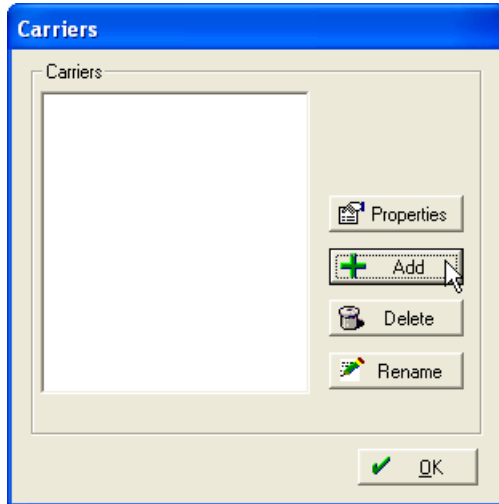 Carriers
Carriers
Properties
Add
Delete
Rename
OK